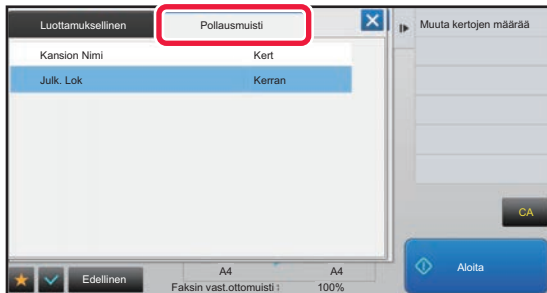 Luottamuksellinen
Pollausmuisti
Muuta kertojen määrää
Kansion Nimi Kert
Julk. Lok Kerran
CA
Edellinen
A4 A4
Faksin vast.ottomuisti : 100%
Aloita